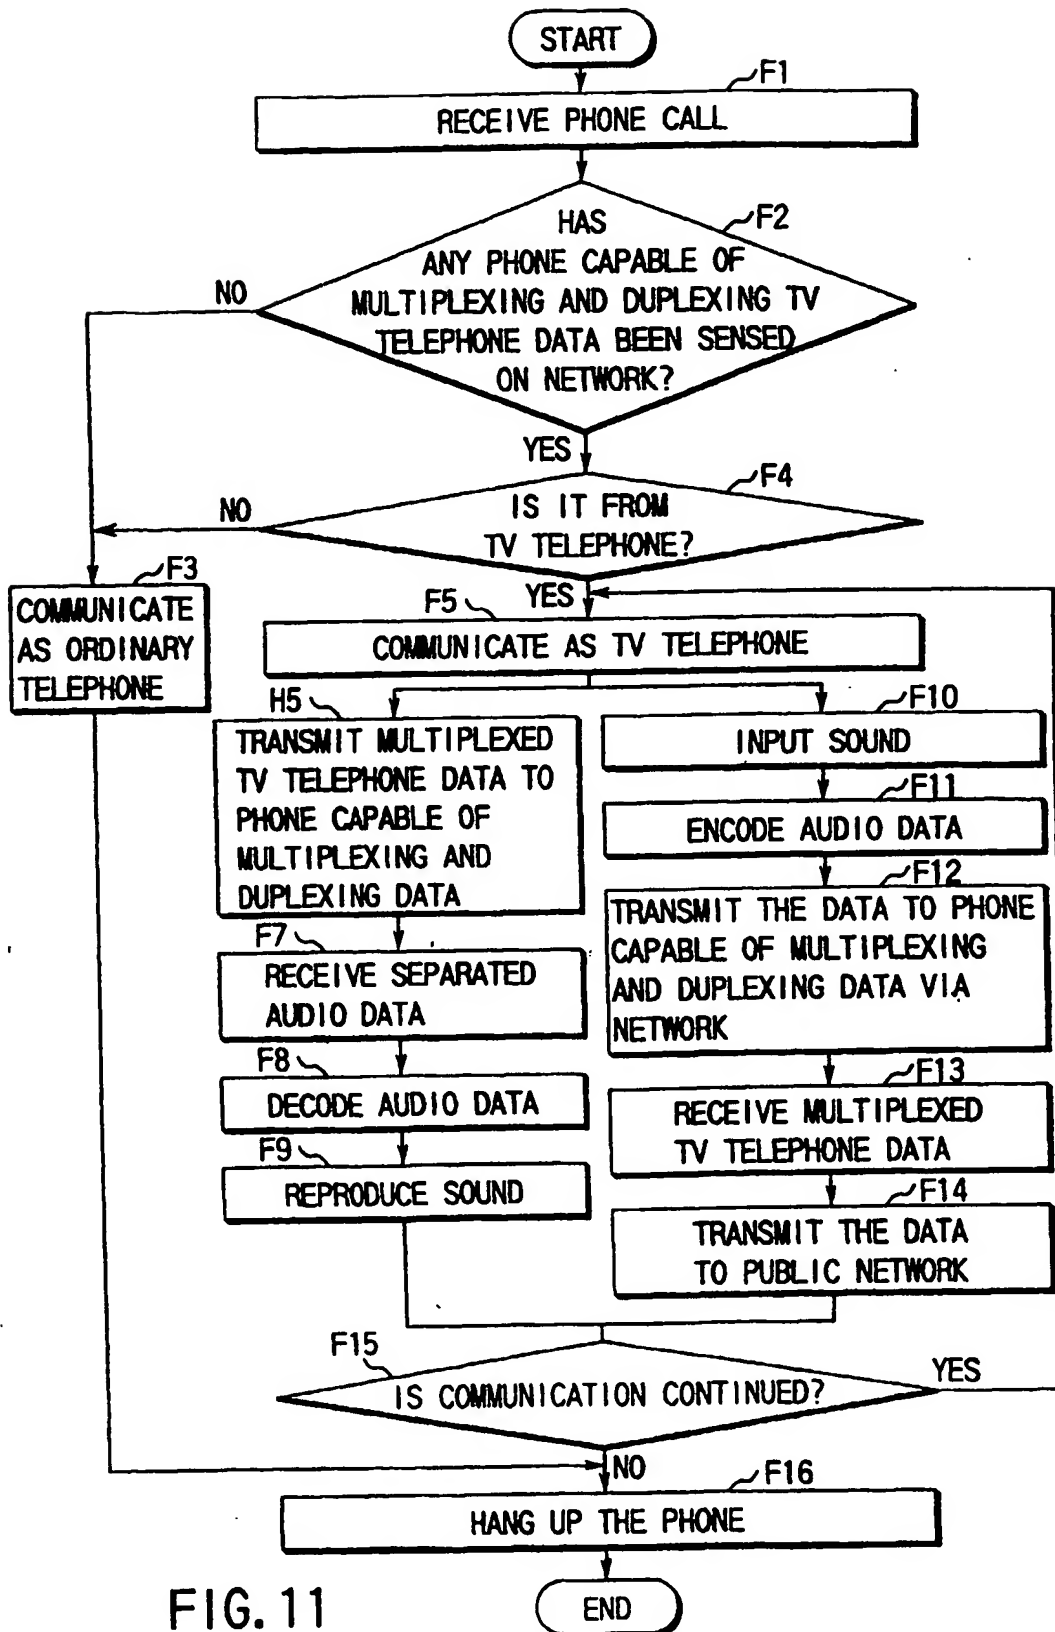 START
F1
RECEIVE PHONE CALL
F2
HAS
ANY PHONE CAPABLE OF
MULTIPLEXING AND DUPLEXING TV
TELEPHONE DATA BEEN SENSED
ON NETWORK?
NO
YES
F4
IS IT FROM
TV TELEPHONE?
NO
YES
F3
COMMUNICATE
AS ORDINARY
TELEPHONE
F5
COMMUNICATE AS TV TELEPHONE
H5
TRANSMIT MULTIPLEXED
TV TELEPHONE DATA TO
PHONE CAPABLE OF
MULTIPLEXING AND
DUPLEXING DATA
F7
RECEIVE SEPARATED
AUDIO DATA
F8
DECODE AUDIO DATA
F9
REPRODUCE SOUND
F10
INPUT SOUND
F11
ENCODE AUDIO DATA
F12
TRANSMIT THE DATA TO PHONE
CAPABLE OF MULTIPLEXING
AND DUPLEXING DATA VIA
NETWORK
F13
RECEIVE MULTIPLEXED
TV TELEPHONE DATA
F14
TRANSMIT THE DATA
TO PUBLIC NETWORK
F15
IS COMMUNICATION CONTINUED?
YES
NO
F16
HANG UP THE PHONE
END
FIG. 11